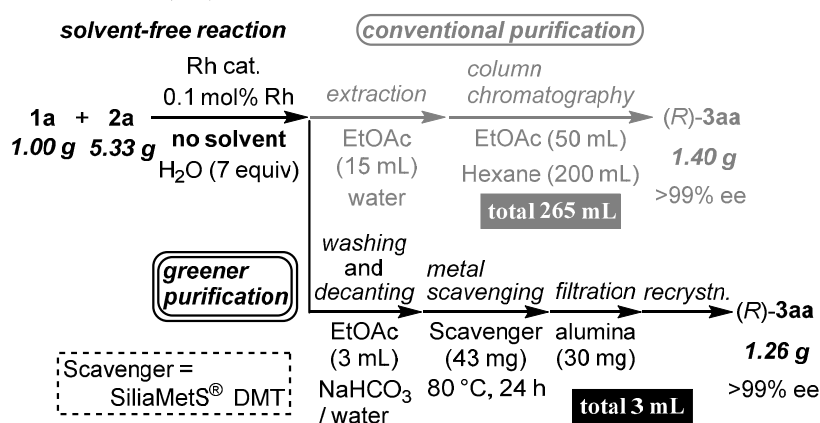 solvent-free reaction
conventional purification
1a + 2a
1.00 g 5.33 g
Rh cat.
0.1 mol% Rh
no solvent
H₂O (7 equiv)
extraction
EtOAc
(15 mL)
water
column
chromatography
EtOAc (50 mL)
Hexane (200 mL)
total 265 mL
(R)-3aa
1.40 g
>99% ee
greener
purification
washing
and
decanting
EtOAc
(3 mL)
NaHCO₃
/ water
metal
scavenging
Scavenger
(43 mg)
80 °C, 24 h
filtration
alumina
(30 mg)
recrystn.
total 3 mL
(R)-3aa
1.26 g
>99% ee
Scavenger =
SiliaMetS® DMT